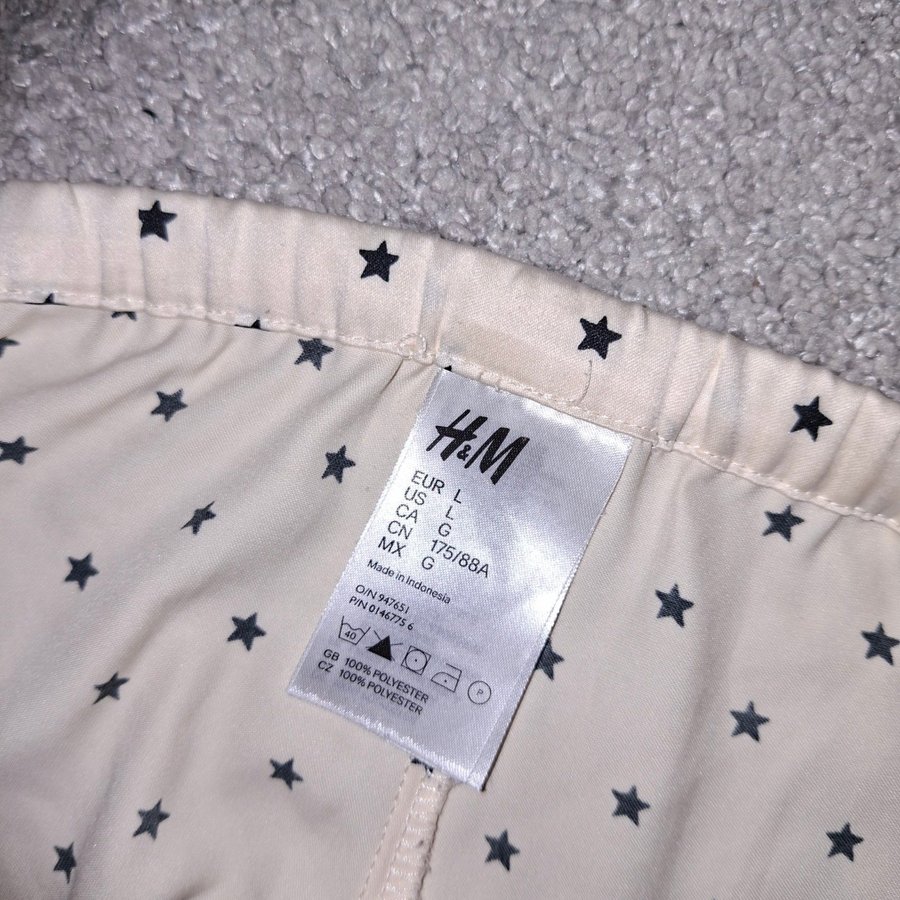 H&M
EUR L
US L
CA G
CN 175/88A
MX G
Made in Indonesia
O/N 947651
P/N 0146775 6
40
P
GB 100% POLYESTER
CZ 100% POLYESTER